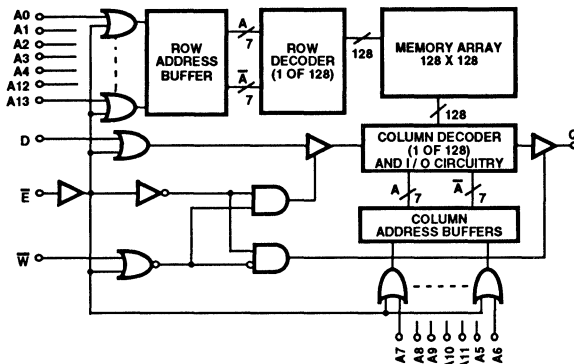 A0
A1
A2
A3
A4
A12
A13
ROW
ADDRESS
BUFFER
A
7
A̅
7
ROW
DECODER
(1 OF 128)
128
MEMORY ARRAY
128 X 128
128
D
COLUMN DECODER
(1 OF 128)
AND I / O CIRCUITRY
A
7
A̅
7
E̅
COLUMN
ADDRESS BUFFERS
W̅
A7
A8
A9
A10
A11
A5
A6